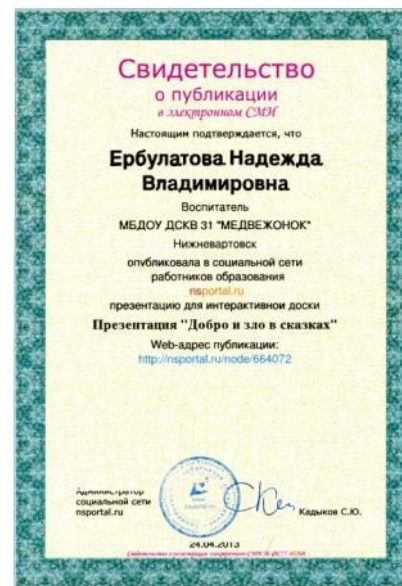 Свидетельство
о публикации
в электронном СМИ
Настоящим подтверждается, что
Ербулатова Надежда
Владимировна
Воспитатель
МБДОУ ДСКВ 31 "МЕДВЕЖОНОК"
Нижневартовск
опубликовала в социальной сети
работников образования
nsportal.ru
презентацию для интерактивной доски
Презентация "Добро и зло в сказках"
Web-адрес публикации:
http://nsportal.ru/node/664072
Администратор
социальной сети
nsportal.ru
Кадыков С.Ю.
24.04.2013